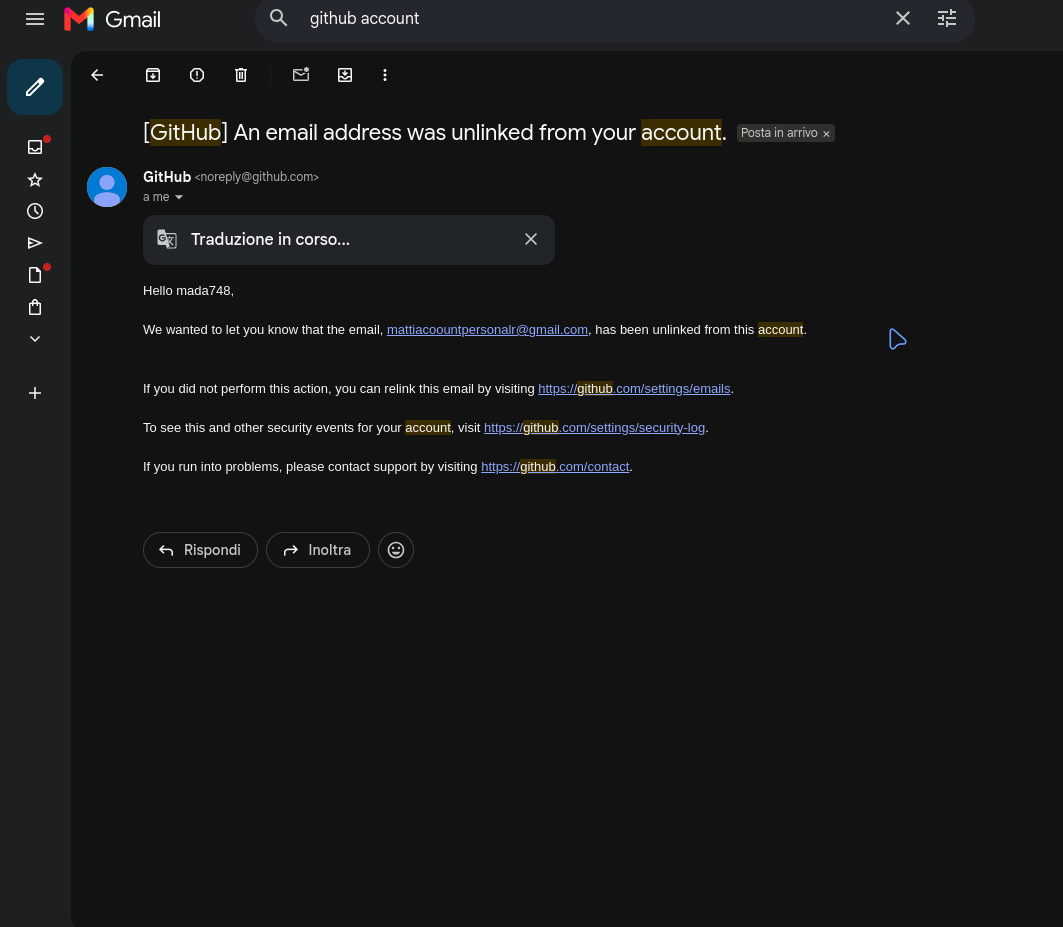 Gmail
github account
[GitHub] An email address was unlinked from your account. Posta in arrivo ×
GitHub <noreply@github.com>
a me
Traduzione in corso...
Hello mada748,
We wanted to let you know that the email, mattiacoountpersonalr@gmail.com, has been unlinked from this account.
If you did not perform this action, you can relink this email by visiting https://github.com/settings/emails.
To see this and other security events for your account, visit https://github.com/settings/security-log.
If you run into problems, please contact support by visiting https://github.com/contact.
Rispondi Inoltra